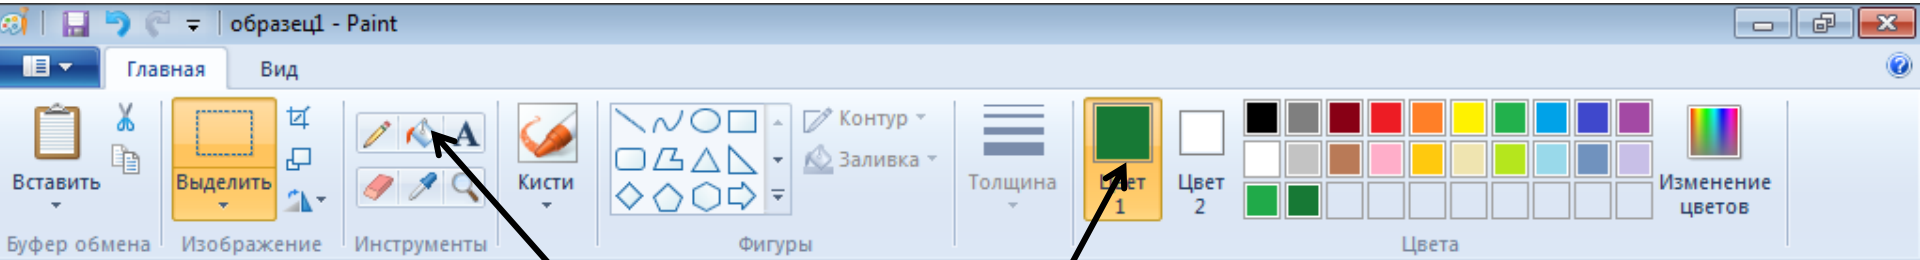 образец1 - Paint
Главная Вид
Контур
Заливка
Вставить
Выделить
Кисти
Толщина
Цвет 1
Цвет 2
Изменение цветов
Буфер обмена Изображение Инструменты Фигуры Цвета